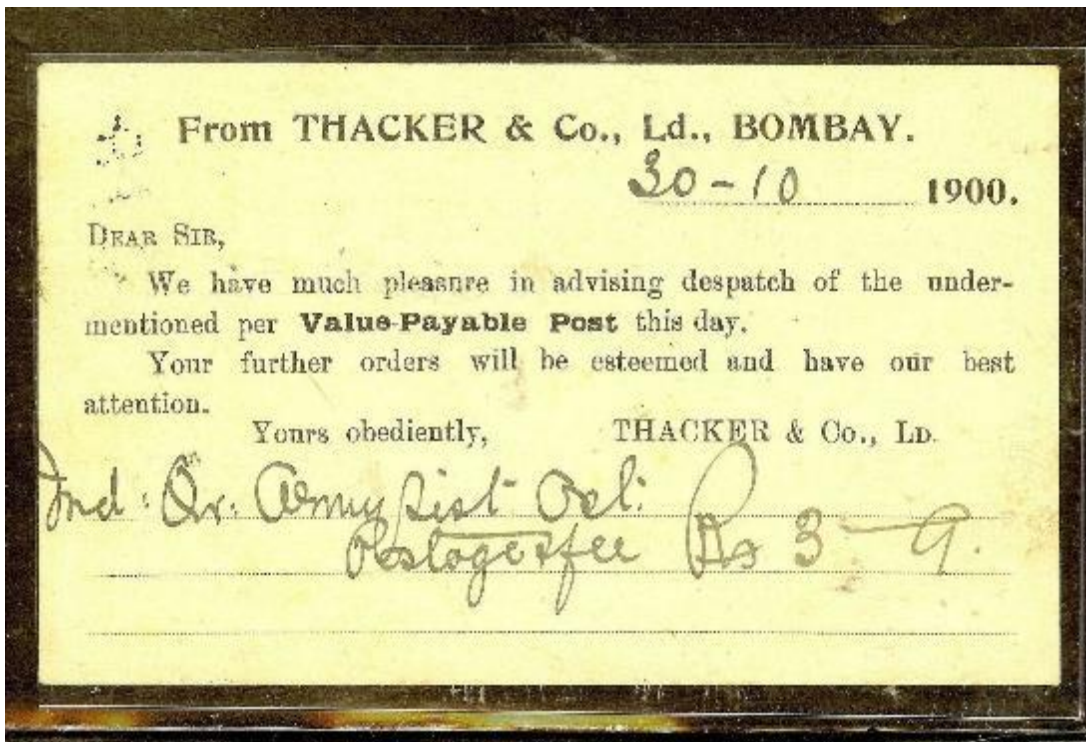 From THACKER & Co., Ld., BOMBAY.
30-10 1900.
DEAR SIR,
We have much pleasure in advising despatch of the under-
mentioned per Value-Payable Post this day.
Your further orders will be esteemed and have our best
attention.
Yours obediently, THACKER & Co., LD.
Ind: Qr: Army List Oct:
Postage & fee Rs 3-9.